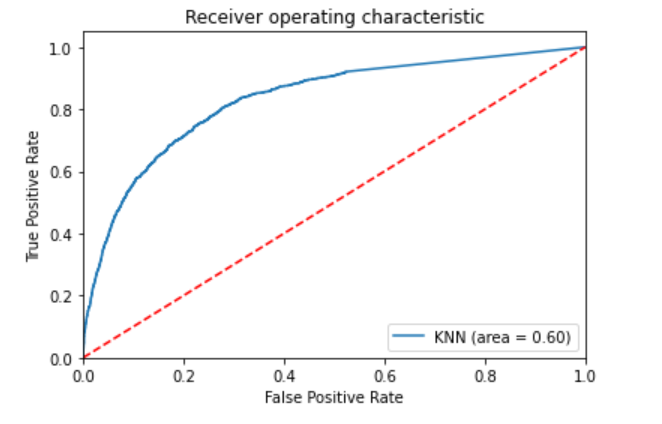 Receiver operating characteristic
1.0
0.8
0.6
0.4
0.2
0.0
True Positive Rate
KNN (area = 0.60)
0.0 0.2 0.4 0.6 0.8 1.0
False Positive Rate